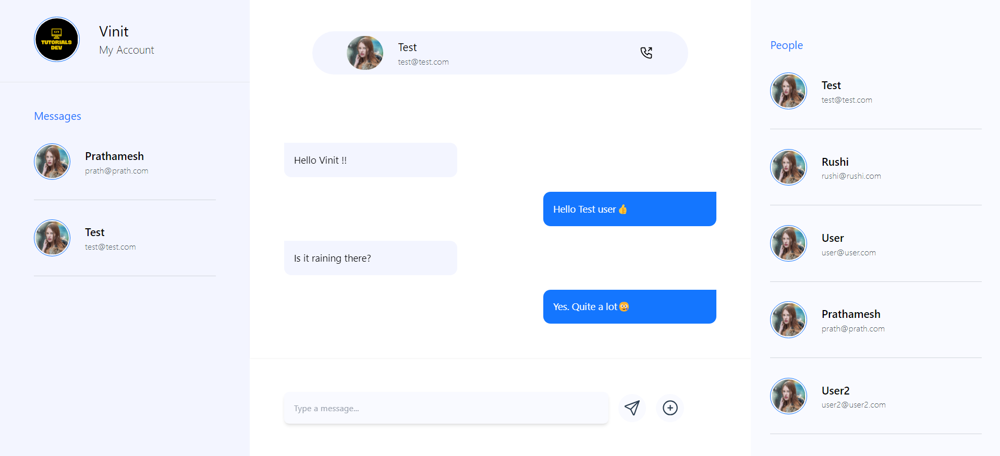 TUTORIALS
DEV
Vinit
My Account
Messages
Prathamesh
prath@prath.com
Test
test@test.com
Test
test@test.com
Hello Vinit !!
Hello Test user👍
Is it raining there?
Yes. Quite a lot😳
Type a message...
People
Test
test@test.com
Rushi
rushi@rushi.com
User
user@user.com
Prathamesh
prath@prath.com
User2
user2@user2.com